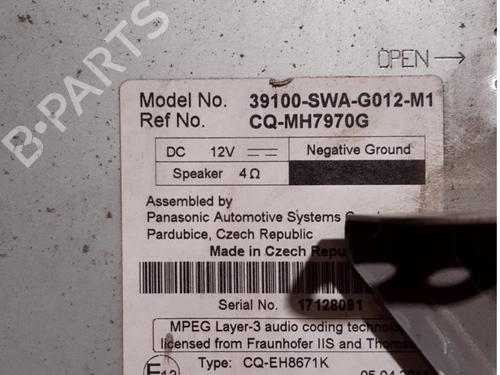 B-PARTS
OPEN
Model No. 39100-SWA-G012-M1
Ref No. CQ-MH7970G
DC 12V Negative Ground
Speaker 4Ω
Assembled by
Panasonic Automotive Systems
Pardubice, Czech Republic
Made in Czech
Serial No. 17128091
MPEG Layer-3 audio coding
licensed from Fraunhofer IIS and
Type: CQ-EH8671K